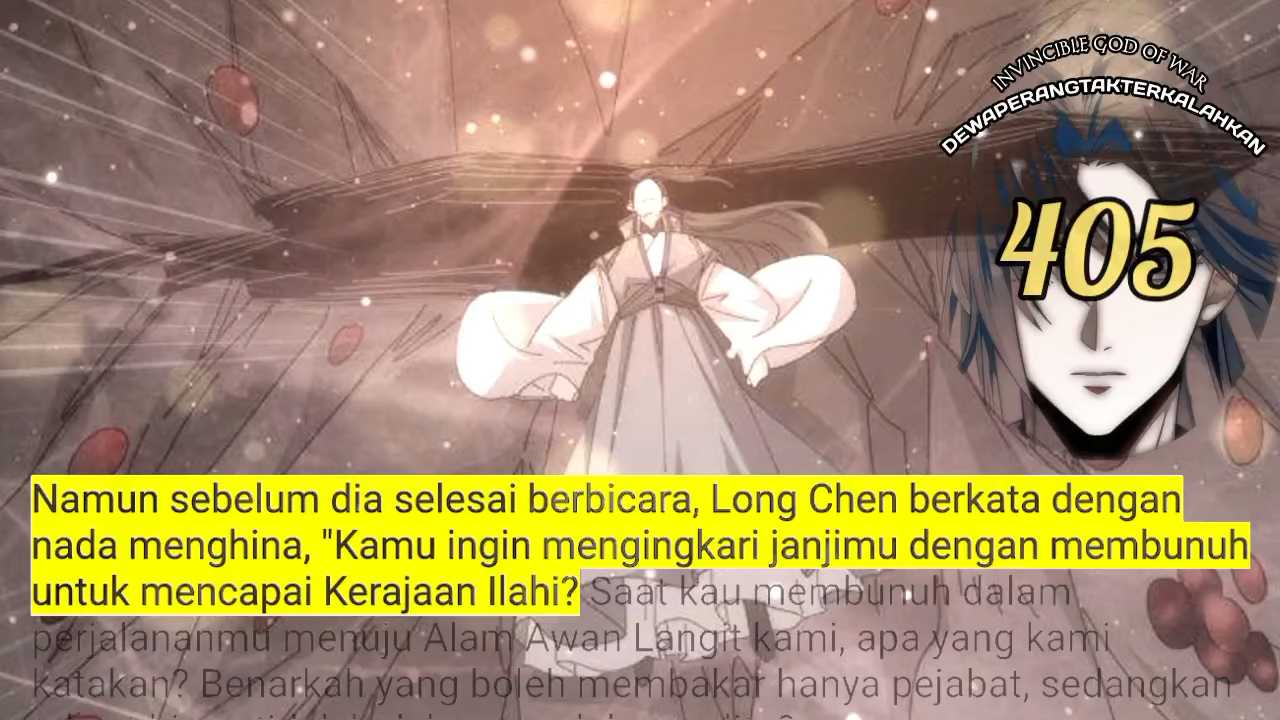 INVINCIBLE GOD OF WAR
DEWAPERANGTAKTERKALAHKAN
405
Namun sebelum dia selesai berbicara, Long Chen berkata dengan
nada menghina, "Kamu ingin mengingkari janjimu dengan membunuh
untuk mencapai Kerajaan Ilahi? Saat kau membunuh dalam
perjalananmu menuju Alam Awan Langit kami, apa yang kami
katakan? Benarkah yang boleh membakar hanya pejabat, sedangkan